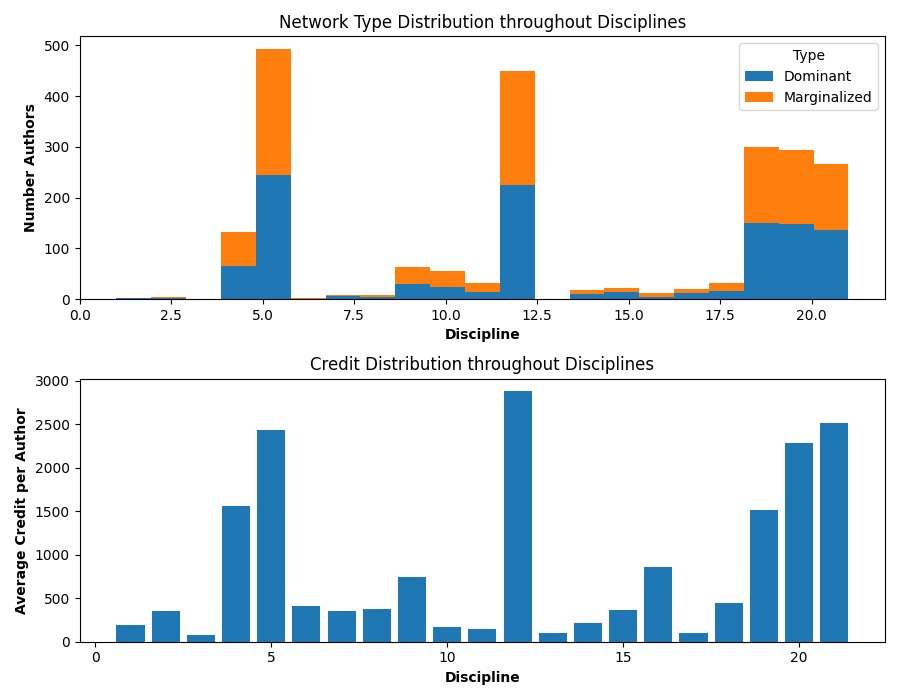 Network Type Distribution throughout Disciplines
Number Authors
500
400
300
200
100
0
Type
Dominant
Marginalized
0.0 2.5 5.0 7.5 10.0 12.5 15.0 17.5 20.0
Discipline
Credit Distribution throughout Disciplines
Average Credit per Author
3000
2500
2000
1500
1000
500
0
0 5 10 15 20
Discipline